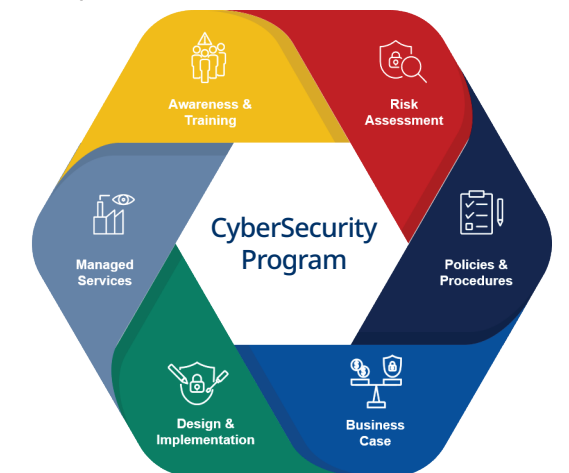 Awareness &
Training
Risk
Assessment
CyberSecurity
Program
Managed
Services
Policies &
Procedures
Design &
Implementation
Business
Case